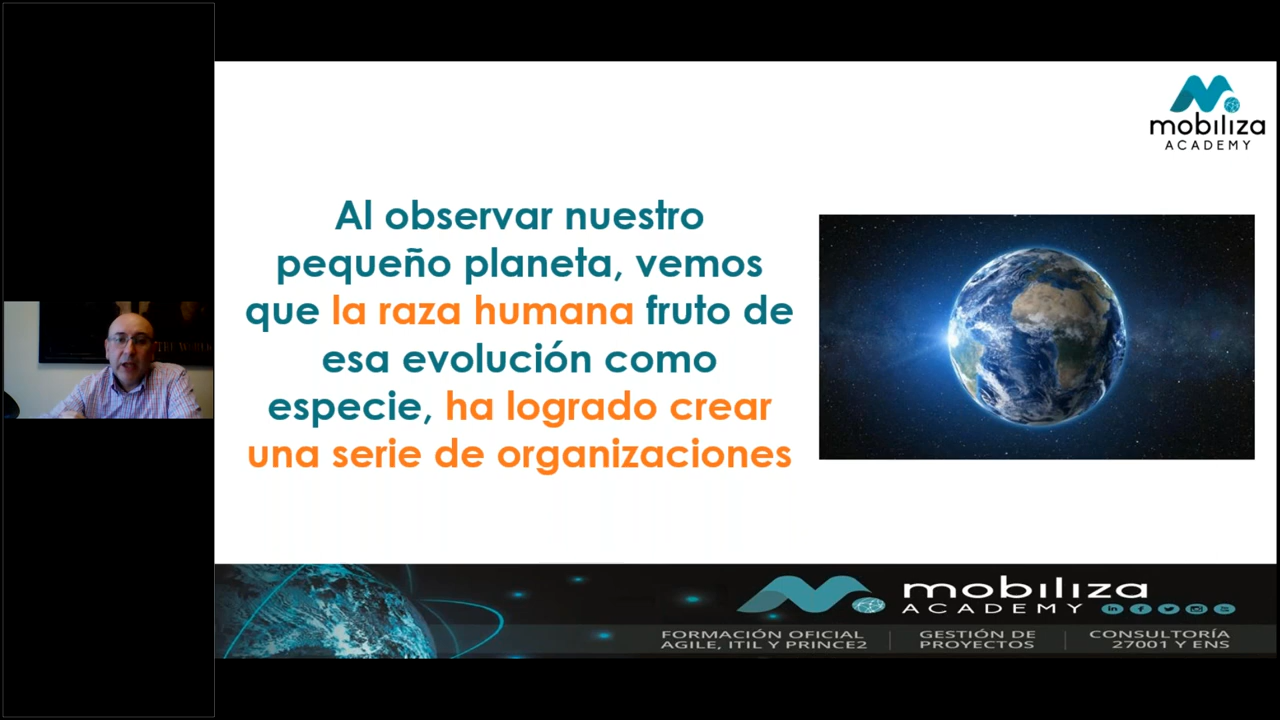 mobiliza
ACADEMY
Al observar nuestro
pequeño planeta, vemos
que la raza humana fruto de
esa evolución como
especie, ha logrado crear
una serie de organizaciones
mobiliza
ACADEMY
FORMACIÓN OFICIAL
AGILE, ITIL Y PRINCE2
GESTIÓN DE
PROYECTOS
CONSULTORÍA
27001 Y ENS